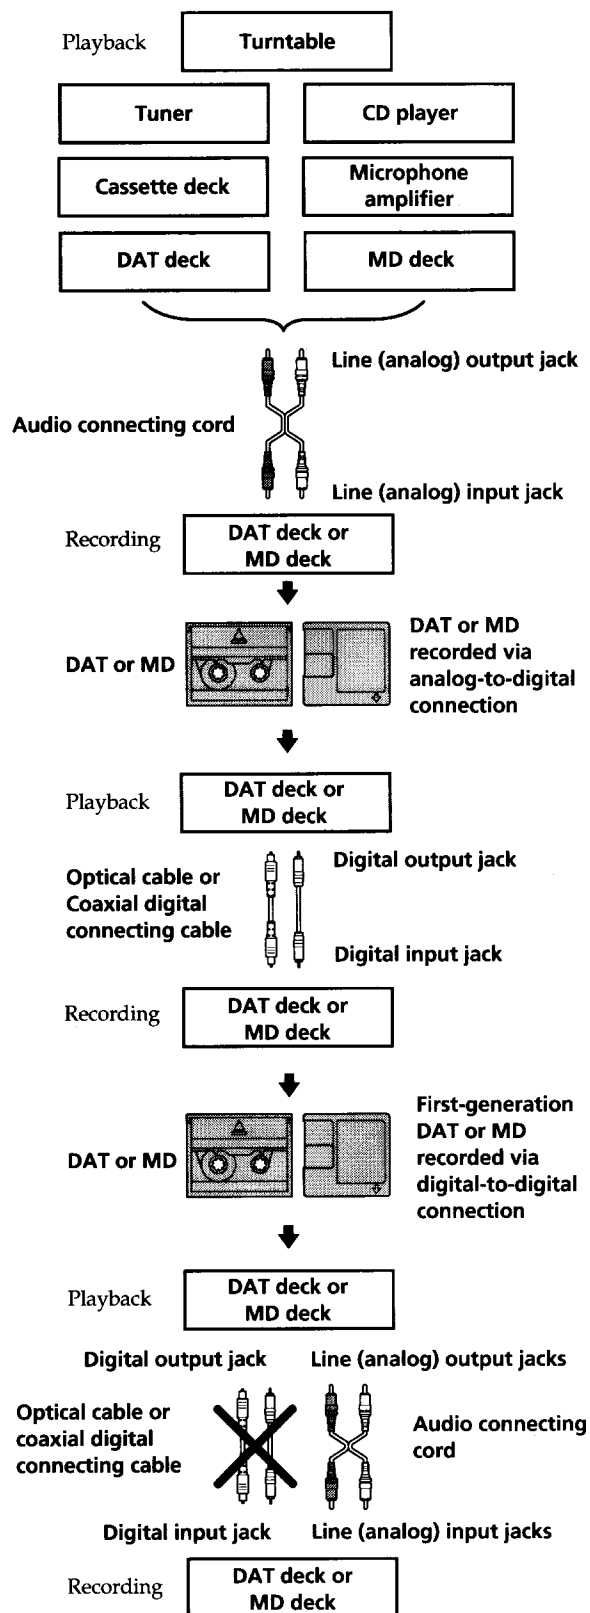 Playback
Turntable
Tuner
CD player
Cassette deck
Microphone
amplifier
DAT deck
MD deck
Line (analog) output jack
Audio connecting cord
Line (analog) input jack
Recording
DAT deck or
MD deck
DAT or MD
DAT or MD
recorded via
analog-to-digital
connection
Playback
DAT deck or
MD deck
Digital output jack
Optical cable or
Coaxial digital
connecting cable
Digital input jack
Recording
DAT deck or
MD deck
DAT or MD
First-generation
DAT or MD
recorded via
digital-to-digital
connection
Playback
DAT deck or
MD deck
Digital output jack
Line (analog) output jacks
Optical cable or
coaxial digital
connecting cable
Audio connecting
cord
Digital input jack
Line (analog) input jacks
Recording
DAT deck or
MD deck